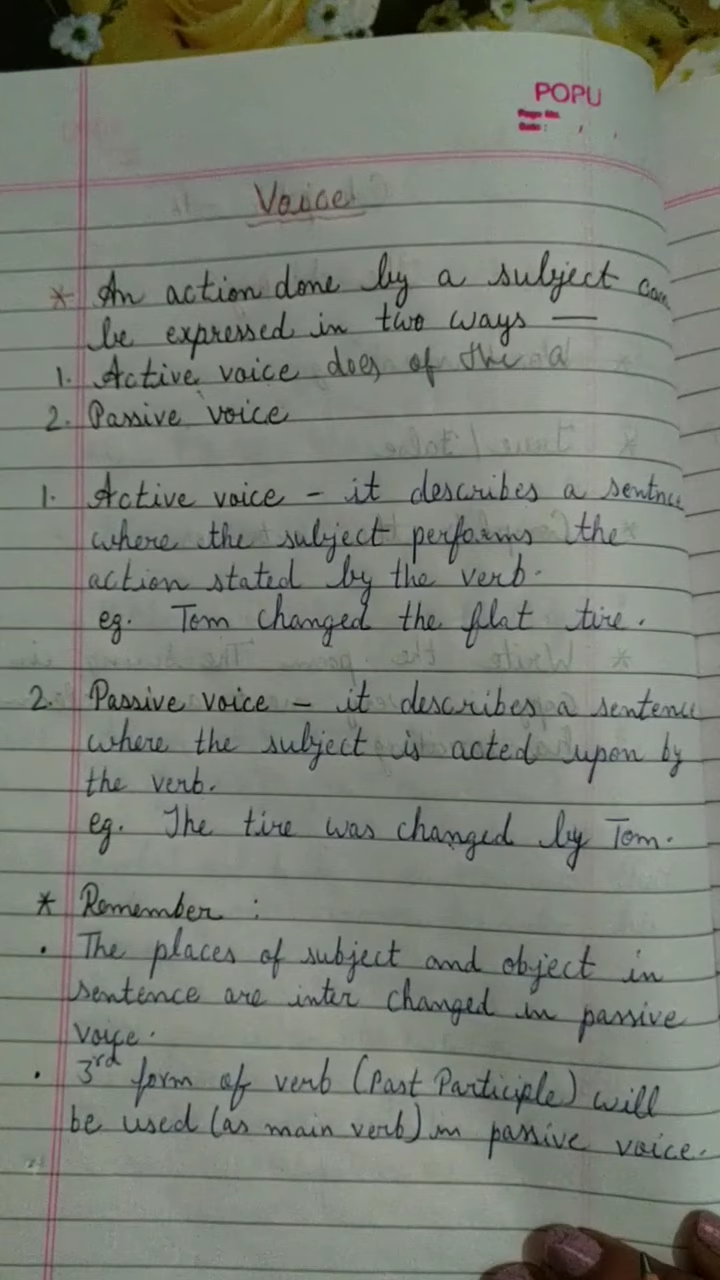 POPU
Page No.
Date :
Voice
* An action done by a subject can
be expressed in two ways —
1. Active voice does of the a
2. Passive voice
1. Active voice - it describes a sentnce
where the subject performs the
action stated by the verb.
eg. Tom changed the flat tire.
2. Passive voice - it describes a sentence
where the subject is acted upon by
the verb.
eg. The tire was changed by Tom.
* Remember :
• The places of subject and object in
sentence are inter changed in passive
voice.
• 3rd form of verb (Past Participle) will
be used (as main verb) in passive voice.